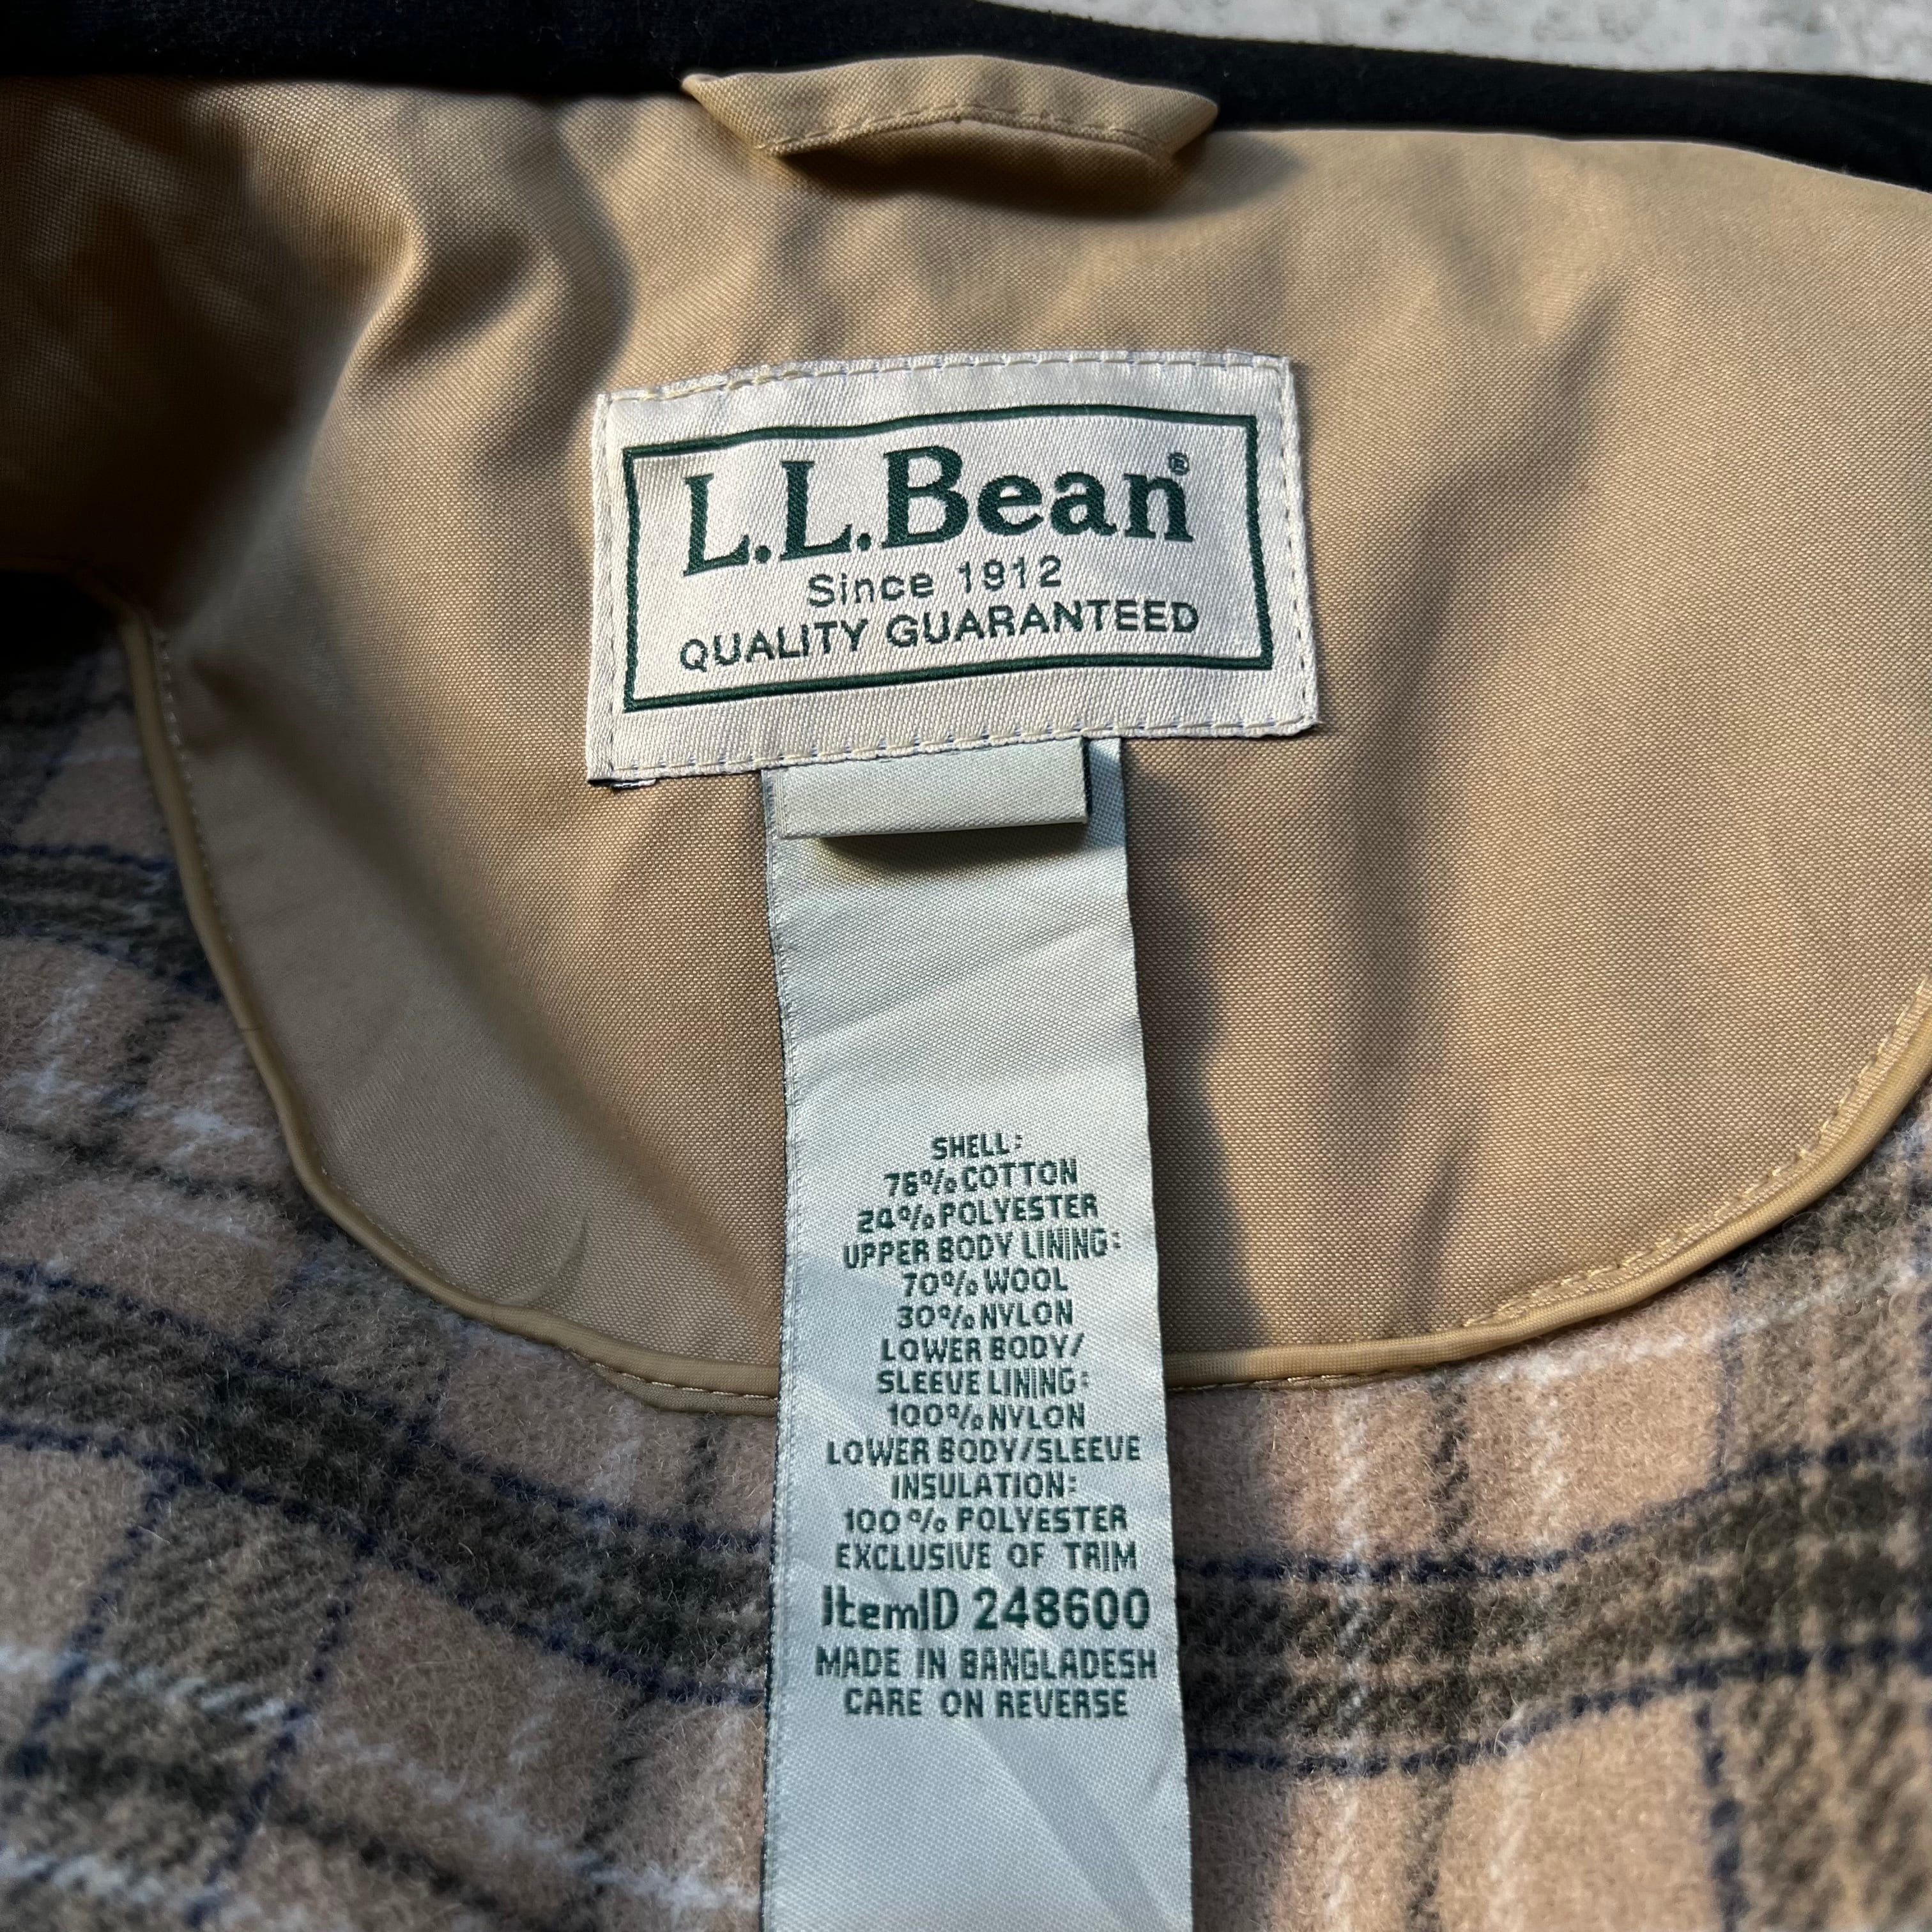 L.L.Bean®
Since 1912
QUALITY GUARANTEED
SHELL:
76% COTTON
24% POLYESTER
UPPER BODY LINING:
70% WOOL
30% NYLON
LOWER BODY/
SLEEVE LINING:
100% NYLON
LOWER BODY/SLEEVE
INSULATION:
100% POLYESTER
EXCLUSIVE OF TRIM
ItemID 248600
MADE IN BANGLADESH
CARE ON REVERSE